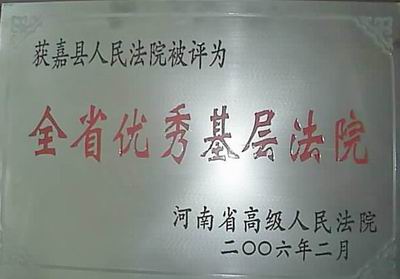 获嘉县人民法院被评为
全省优秀基层法院
河南省高级人民法院
二〇〇六年二月